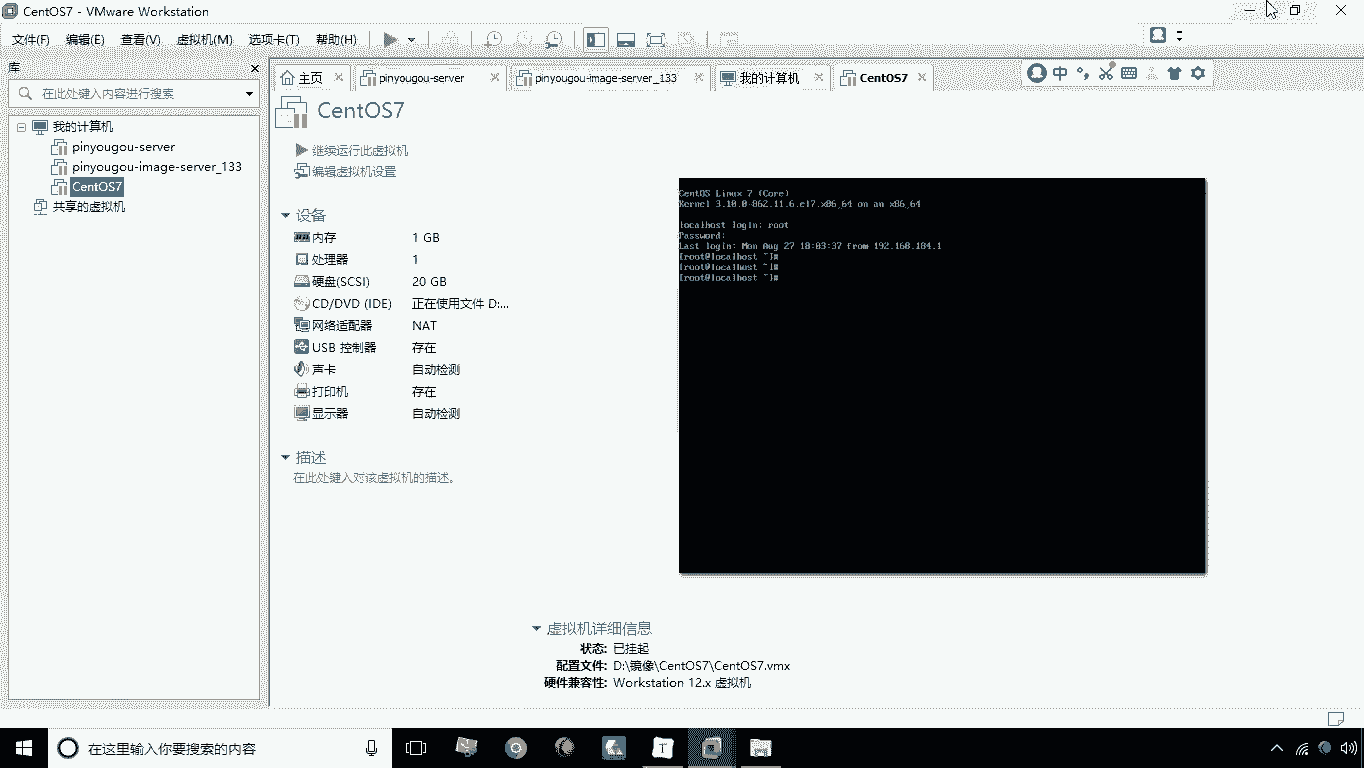 CentOS7 - VMware Workstation
文件(F) 编辑(E) 查看(V) 虚拟机(M) 选项卡(T) 帮助(H)
库
在此处键入内容进行搜索
我的计算机
pinyougou-server
pinyougou-image-server_133
CentOS7
共享的虚拟机
主页 pinyougou-server pinyougou-image-server_133 我的计算机 CentOS7
中
CentOS7
继续运行此虚拟机
编辑虚拟机设置
设备
内存 1 GB
处理器 1
硬盘(SCSI) 20 GB
CD/DVD (IDE) 正在使用文件 D:...
网络适配器 NAT
USB 控制器 存在
声卡 自动检测
打印机 存在
显示器 自动检测
描述
在此处键入对该虚拟机的描述。
CentOS Linux 7 (Core)
Kernel 3.10.0-862.11.6.el7.x86_64 on an x86_64
localhost login: root
Password:
Last login: Mon Aug 27 18:03:37 from 192.168.184.1
[root@localhost ~]#
[root@localhost ~]#
[root@localhost ~]#
虚拟机详细信息
状态: 已挂起
配置文件: D:\镜像\CentOS7\CentOS7.vmx
硬件兼容性: Workstation 12.x 虚拟机
在这里输入你要搜索的内容
T